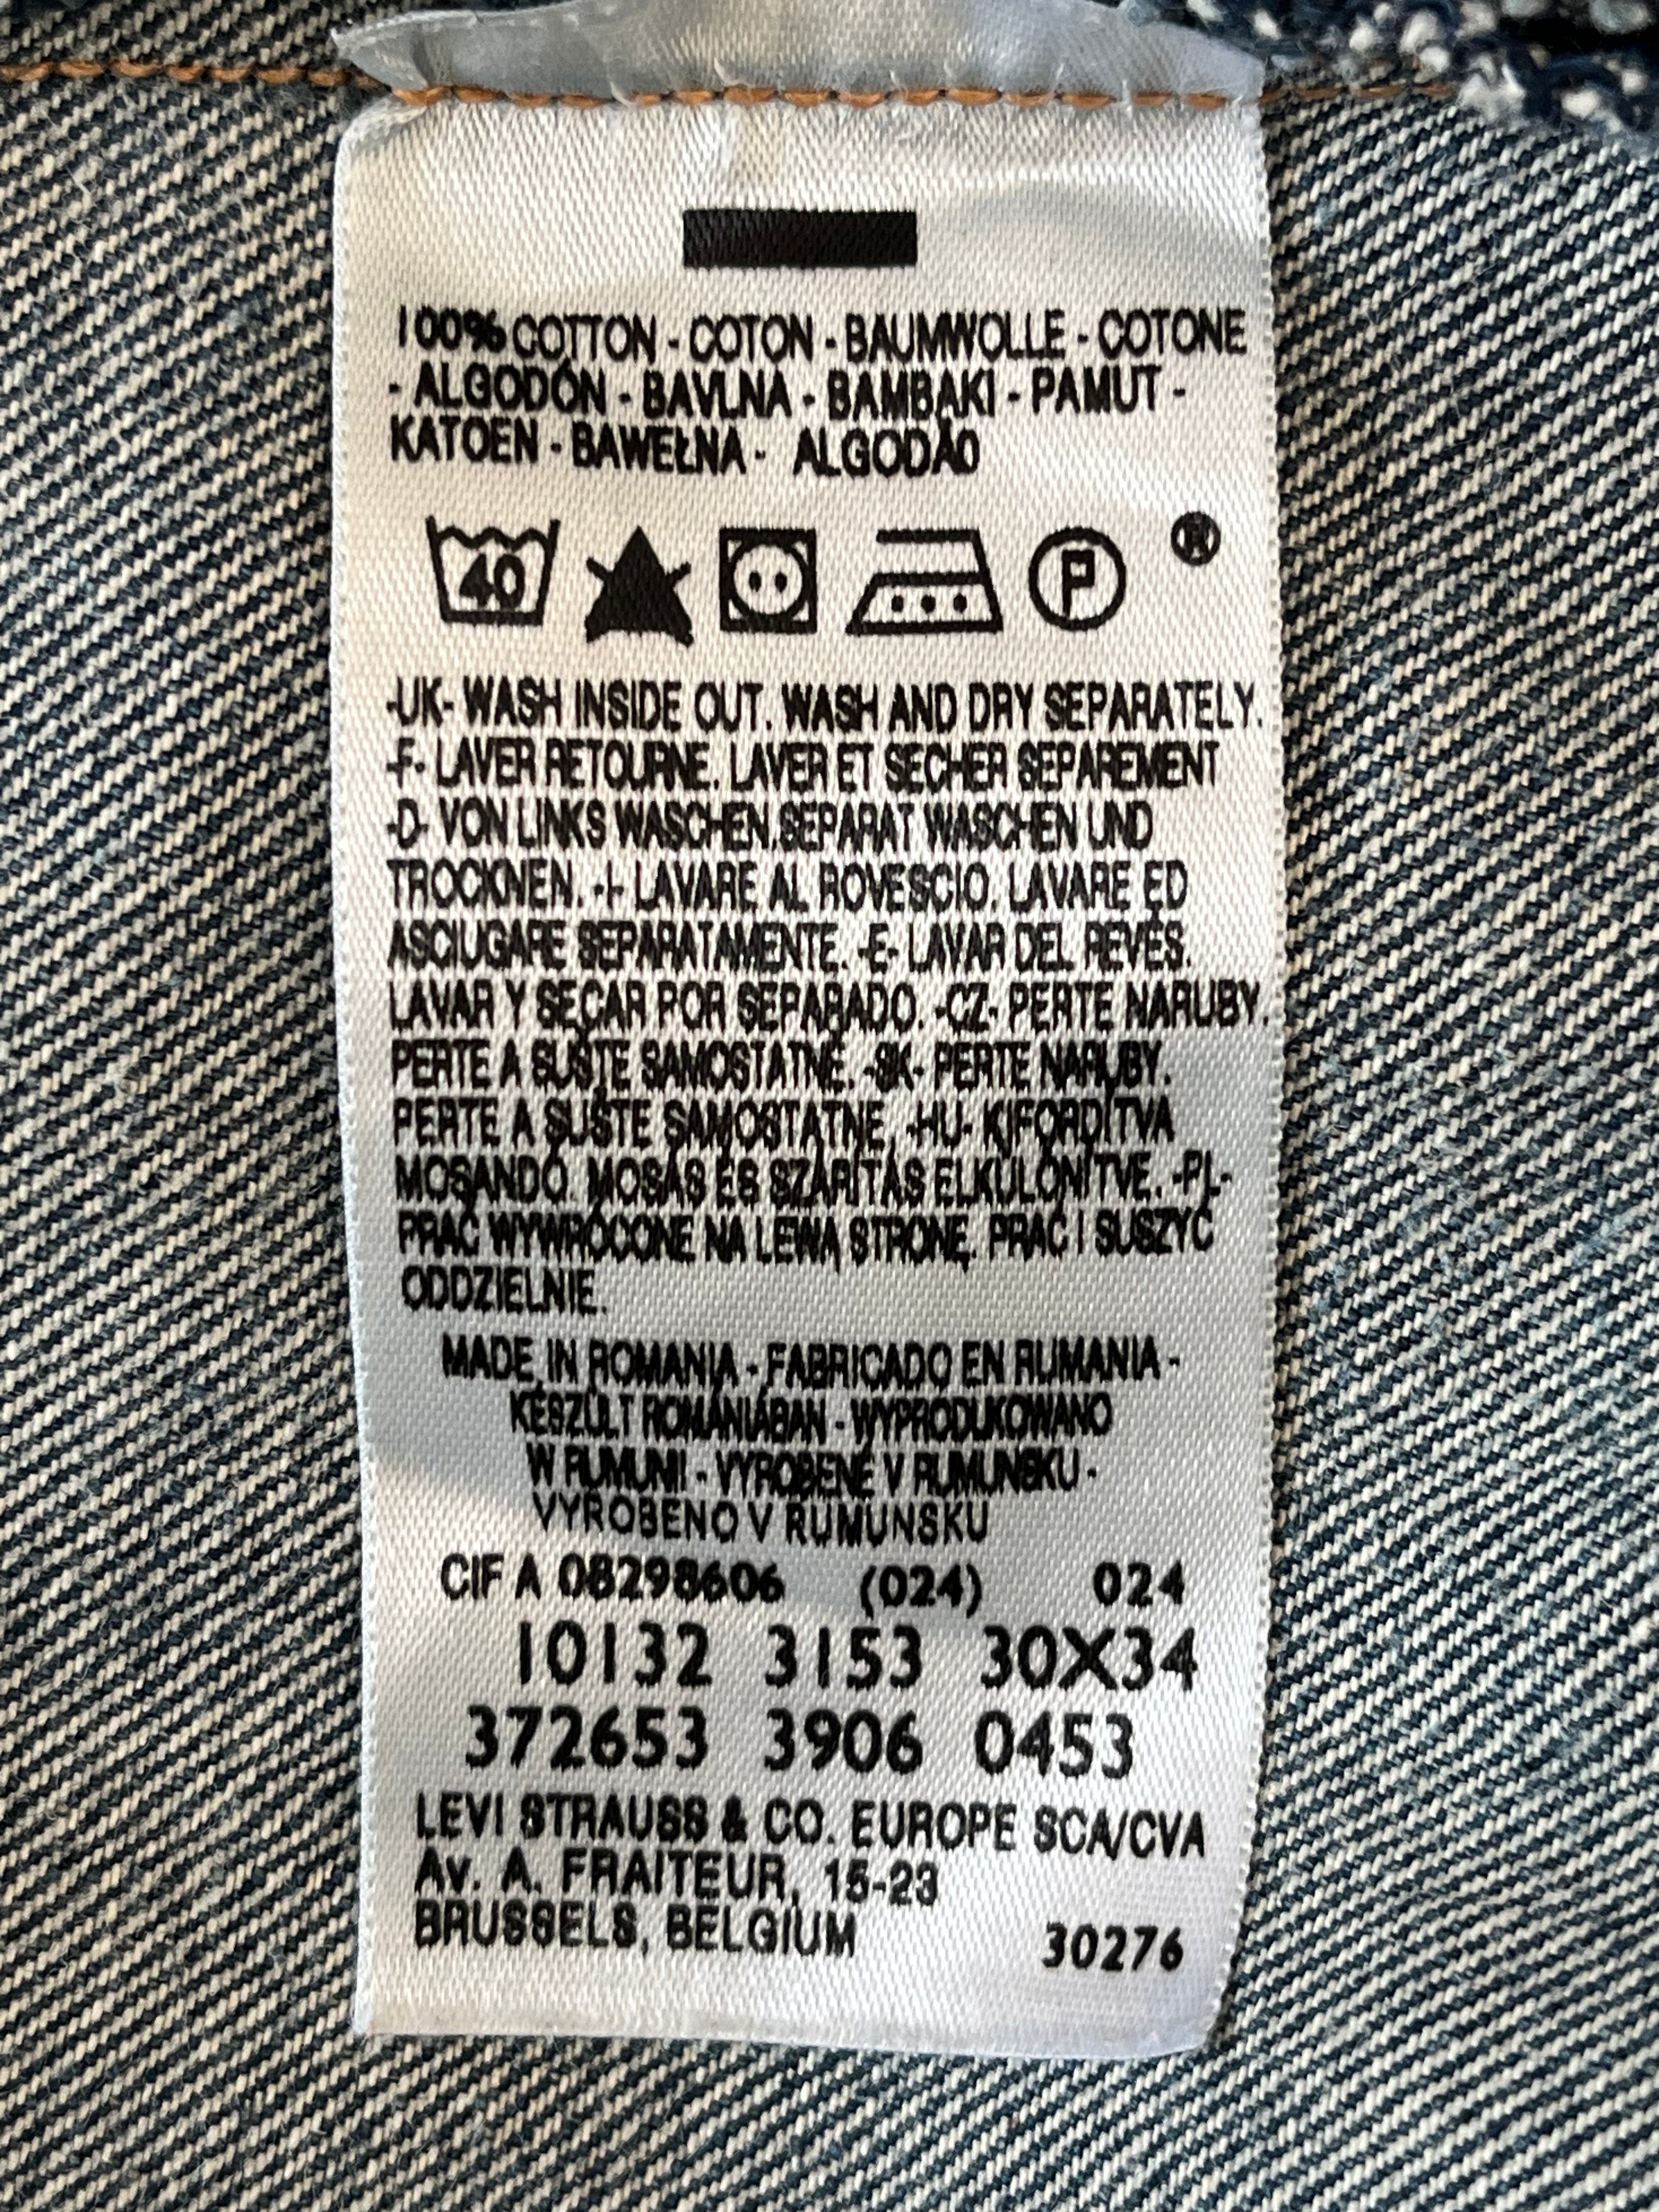 100% COTTON - COTON - BAUMWOLLE - COTONE
- ALGODÓN - BAVLNA - BAMBAKI - PAMUT -
KATOEN - BAWEŁNA - ALGODÃO
40
P ®
-UK- WASH INSIDE OUT. WASH AND DRY SEPARATELY.
-F- LAVER RETOURNE. LAVER ET SECHER SEPAREMENT
-D- VON LINKS WASCHEN.SEPARAT WASCHEN UND
TROCKNEN. -I- LAVARE AL ROVESCIO. LAVARE ED
ASCIUGARE SEPARATAMENTE. -E- LAVAR DEL REVÉS.
LAVAR Y SECAR POR SEPARADO. -CZ- PERTE NARUBY.
PERTE A SUŠTE SAMOSTATNĚ. -SK- PERTE NARUBY.
PERTE A SUŠTE SAMOSTATNE. -HU- KIFORDÍTVA
MOSANDÓ. MOSÁS ÉS SZÁRÍTÁS ELKÜLÖNÍTVE. -PL-
PRAĆ WYWRÓCONE NA LEWĄ STRONĘ. PRAĆ I SUSZYĆ
ODDZIELNIE.
MADE IN ROMANIA - FABRICADO EN RUMANIA -
KÉSZÜLT ROMÁNIÁBAN - WYPRODUKOWANO
W RUMUNII - VYROBENÉ V RUMUNSKU -
VYROBENO V RUMUNSKU
CIF A 08298606 (024) 024
10132 3153 30X34
372653 3906 0453
LEVI STRAUSS & CO. EUROPE SCA/CVA
Av. A. FRAITEUR, 15-23
BRUSSELS, BELGIUM 30276